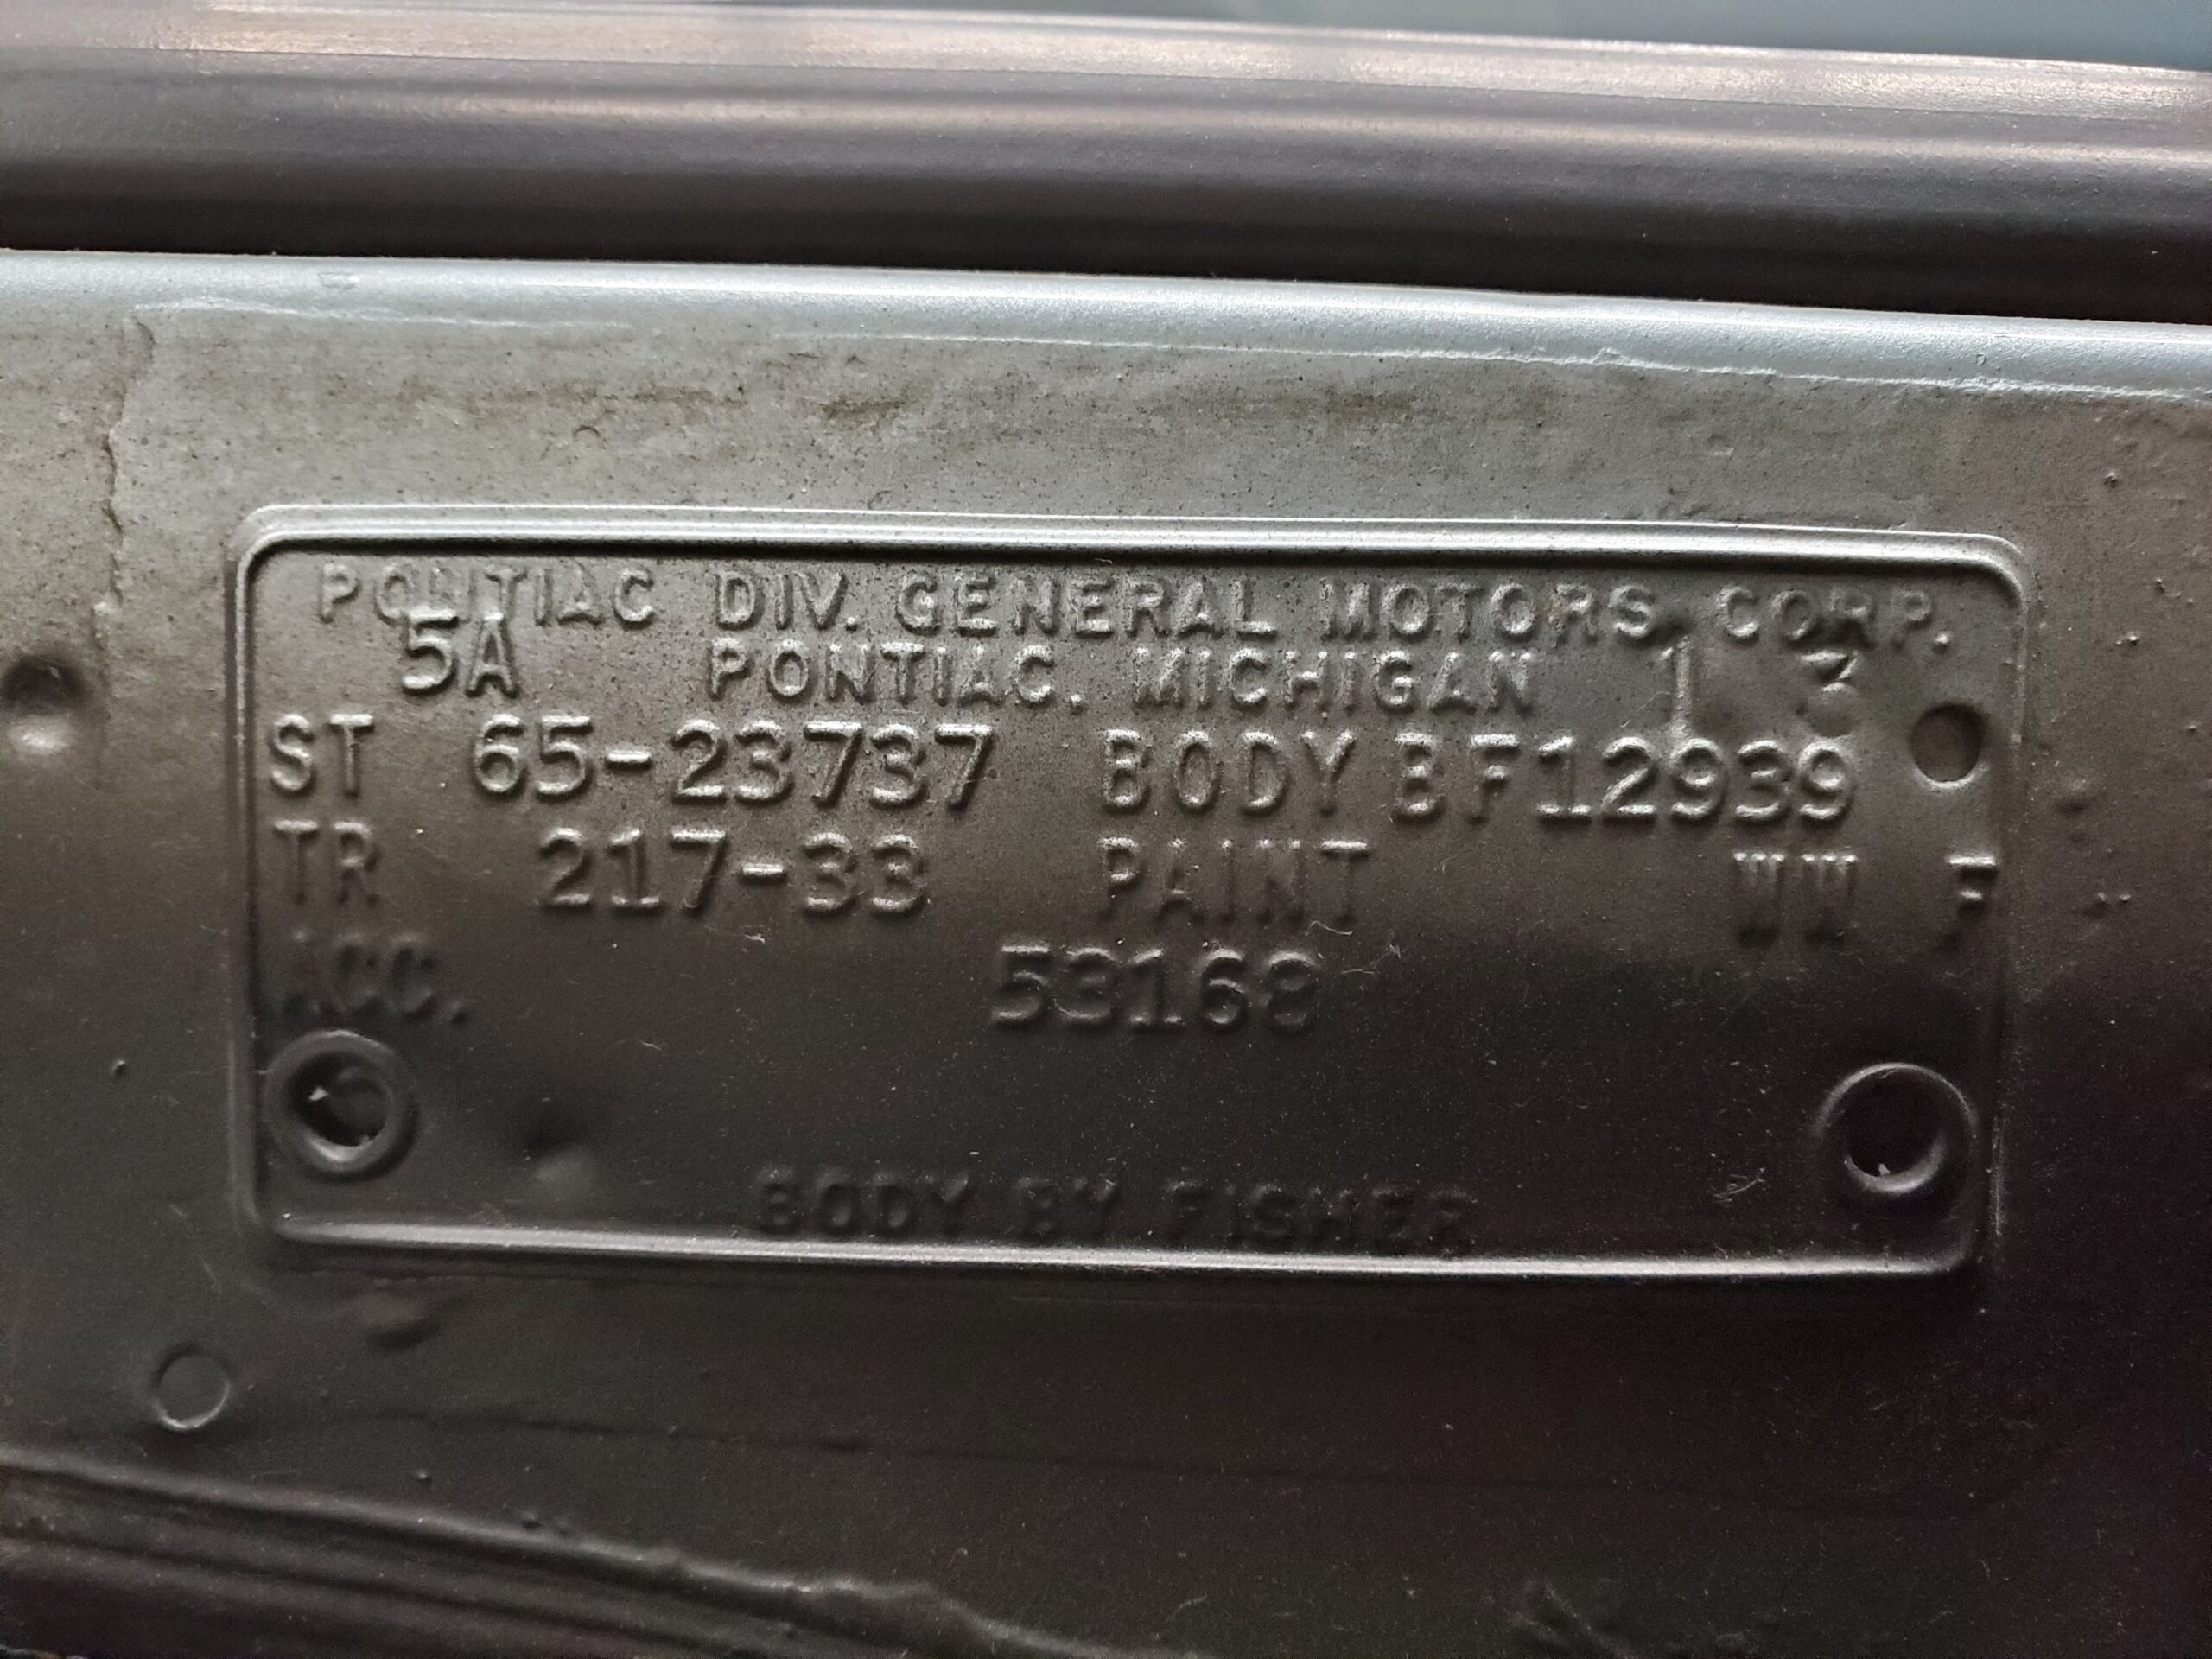 PONTIAC DIV. GENERAL MOTORS CORP.
5A PONTIAC. MICHIGAN 1 3
ST 65-23737 BODY BF12939
TR 217-33 PAINT WW F
ACC. 53168
BODY BY FISHER